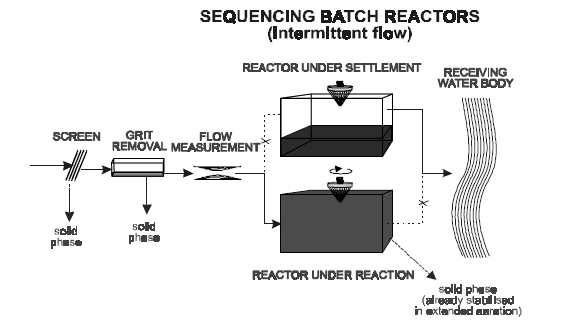 SEQUENCING BATCH REACTORS
(Intermittent flow)
REACTOR UNDER SETTLEMENT
RECEIVING
WATER BODY
SCREEN
GRIT
REMOVAL
FLOW
MEASUREMENT
solid
phase
solid
phase
REACTOR UNDER REACTION
solid phase
(already stabilised
in extended aeration)